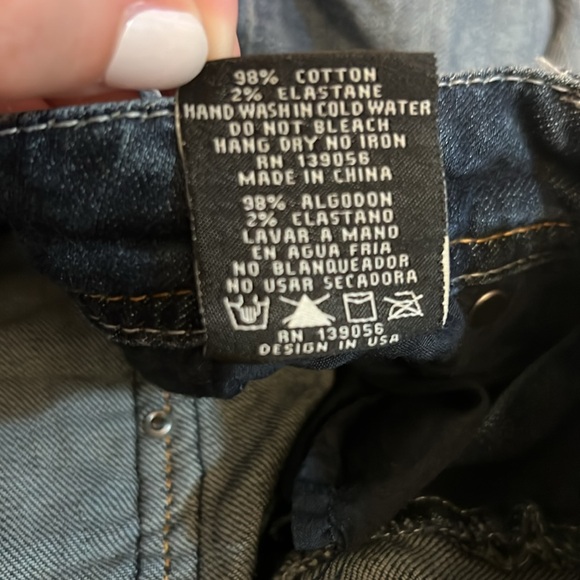 98% COTTON
2% ELASTANE
HAND WASH IN COLD WATER
DO NOT BLEACH
HANG DRY NO IRON
RN 139056
MADE IN CHINA
98% ALGODON
2% ELASTANO
LAVAR A MANO
EN AGUA FRIA
NO BLANQUEADOR
NO USAR SECADORA
RN 139056
DESIGN IN USA